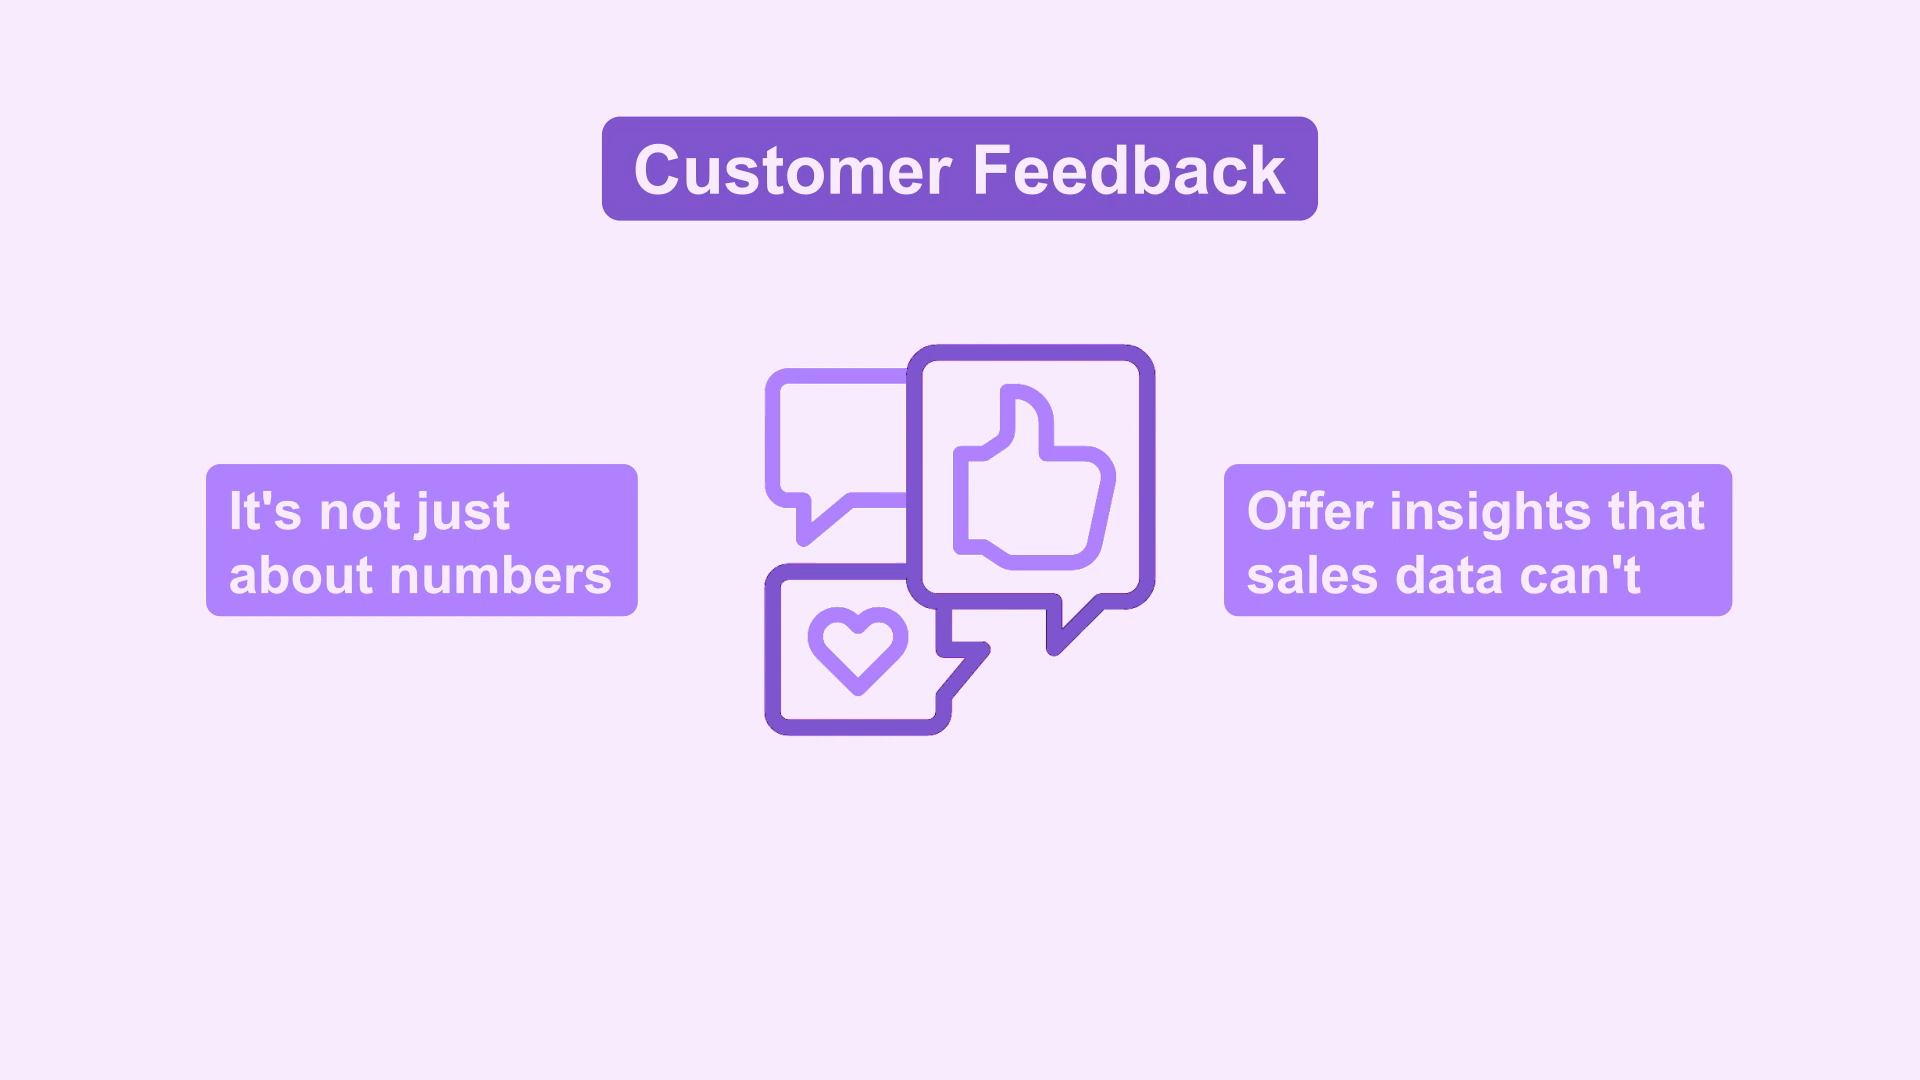 Customer Feedback
It's not just
about numbers
Offer insights that
sales data can't